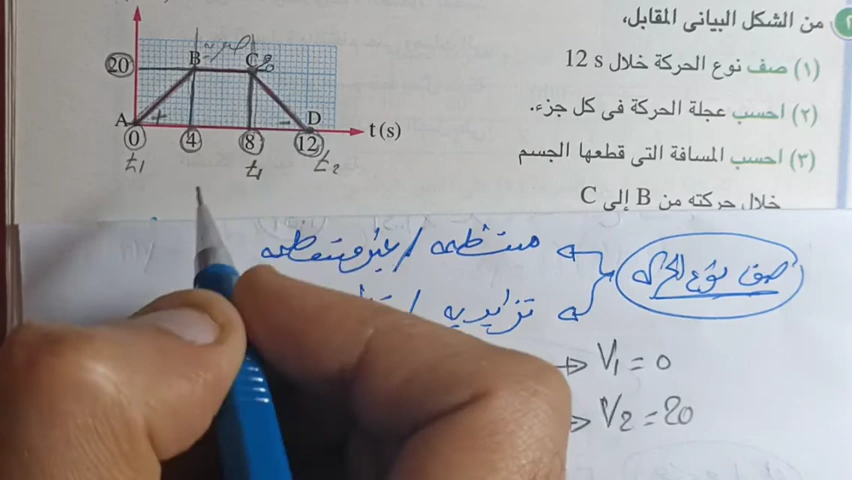 ٢ من الشكل البيانى المقابل،
(١) صف نوع الحركة خلال 12 s
(٢) احسب عجلة الحركة فى كل جزء.
(٣) احسب المسافة التى قطعها الجسم
خلال حركته من B إلى C
B C
20
A + - D t (s)
0 4 8 12
t₁ t₁ t₂
صف نوع الحركة
منتظمة / غير منتظمة
تزايدية /
V₁ = 0
V₂ = 20